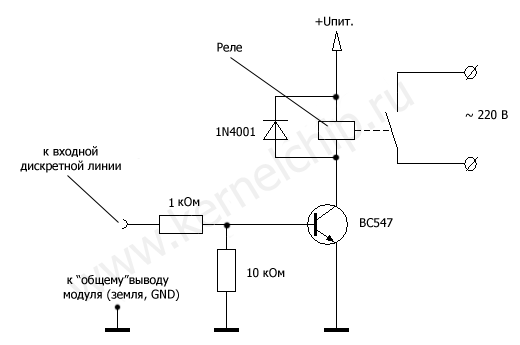 +Uпит.
Реле
1N4001
~ 220 В
к входной
дискретной линии
1 кОм
BC547
10 кОм
к "общему"выводу
модуля (земля, GND)
www.kernelchip.ru